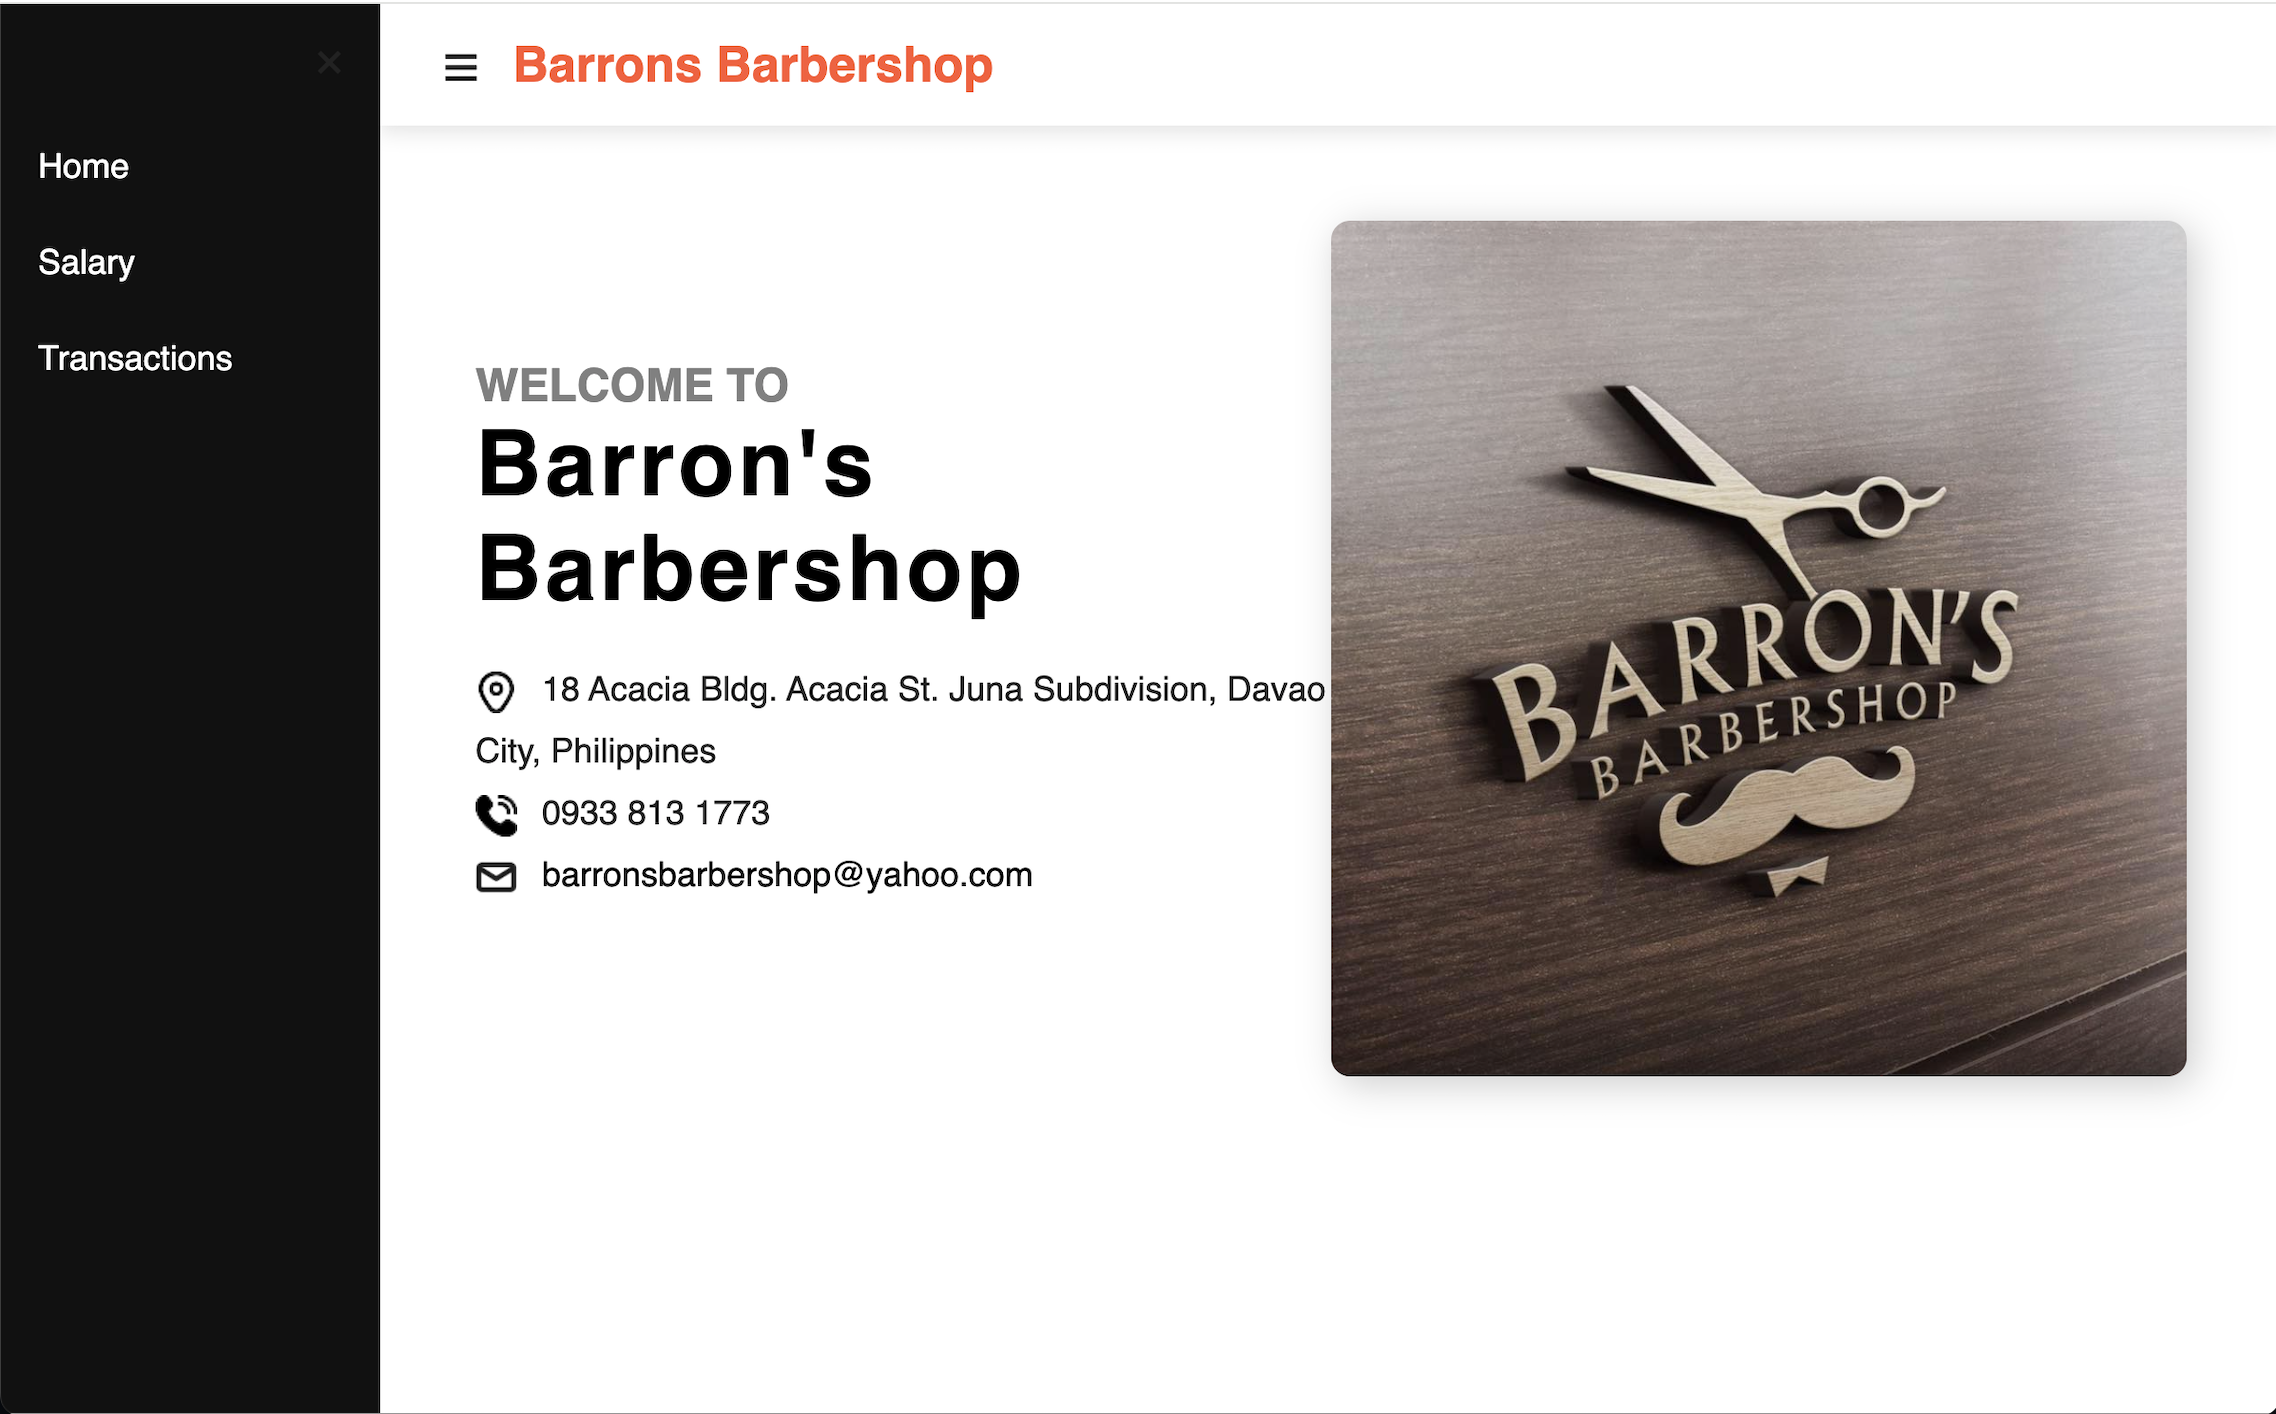 Barrons Barbershop
Home
Salary
Transactions
WELCOME TO
Barron's
Barbershop
18 Acacia Bldg. Acacia St. Juna Subdivision, Davao
City, Philippines
0933 813 1773
barronsbarbershop@yahoo.com
BARRON'S
BARBERSHOP